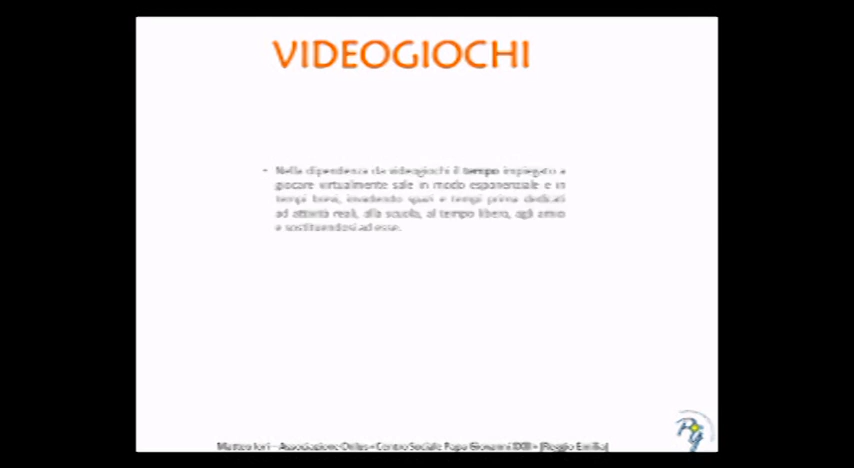 VIDEOGIOCHI
• Nella dipendenza da videogiochi il tempo impiegato a
giocare virtualmente sale in modo esponenziale e in
tempi brevi, invadendo spazi e tempi prima dedicati
ad attività reali, alla scuola, al tempo libero, agli amici
e sostituendosi ad esse.
Matteo Iori – Associazione Onlus «Centro Sociale Papa Giovanni XXIII» (Reggio Emilia)